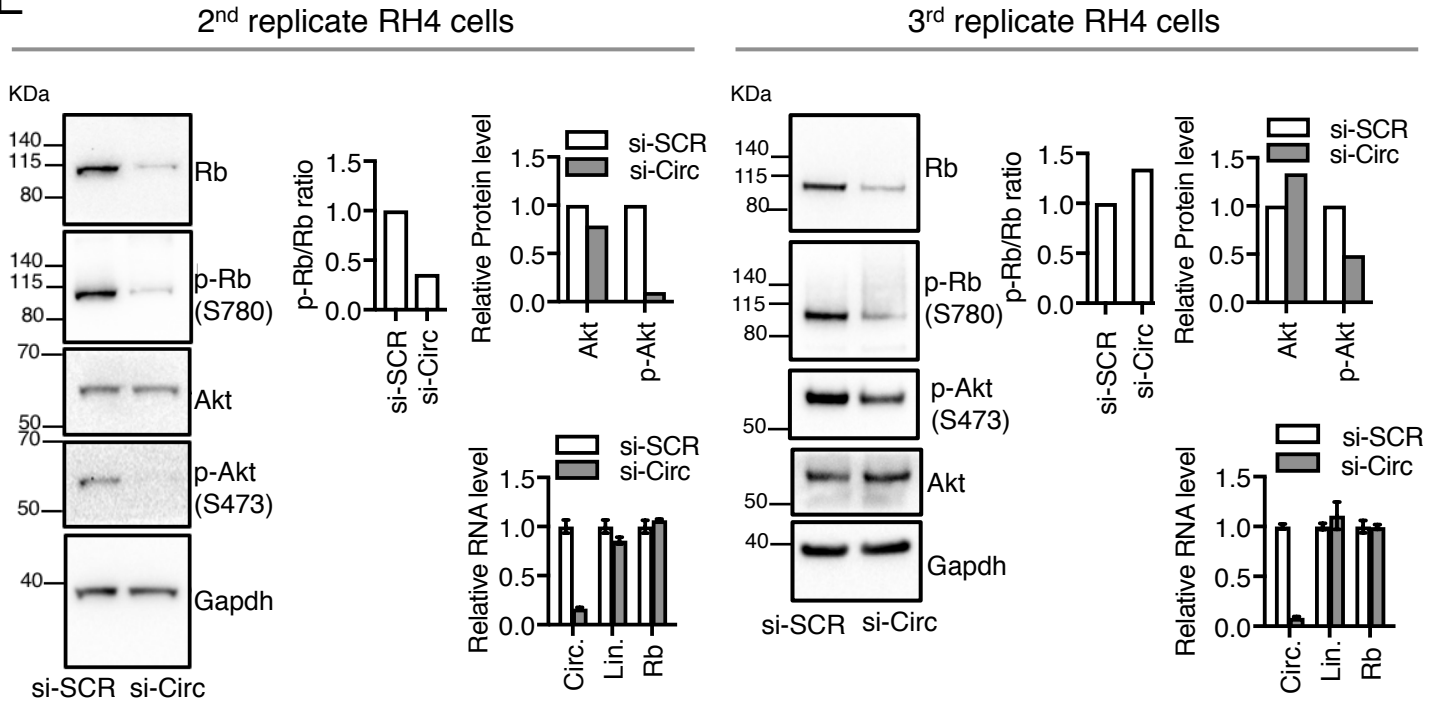 2nd replicate RH4 cells
KDa
140
115
80
Rb
140
115
80
p-Rb
(S780)
70
50
Akt
70
50
p-Akt
(S473)
40
Gapdh
si-SCR si-Circ
p-Rb/Rb ratio
1.5
1.0
0.5
0.0
si-SCR
si-Circ
Relative Protein level
si-SCR
si-Circ
1.5
1.0
0.5
0.0
Akt
p-Akt
Relative RNA level
si-SCR
si-Circ
1.5
1.0
0.5
0.0
Circ.
Lin.
Rb
3rd replicate RH4 cells
KDa
140
115
80
Rb
140
115
80
p-Rb
(S780)
50
p-Akt
(S473)
50
Akt
40
Gapdh
si-SCR si-Circ
p-Rb/Rb ratio
1.5
1.0
0.5
0.0
si-SCR
si-Circ
Relative Protein level
si-SCR
si-Circ
1.5
1.0
0.5
0.0
Akt
p-Akt
Relative RNA level
si-SCR
si-Circ
1.5
1.0
0.5
0.0
Circ.
Lin.
Rb